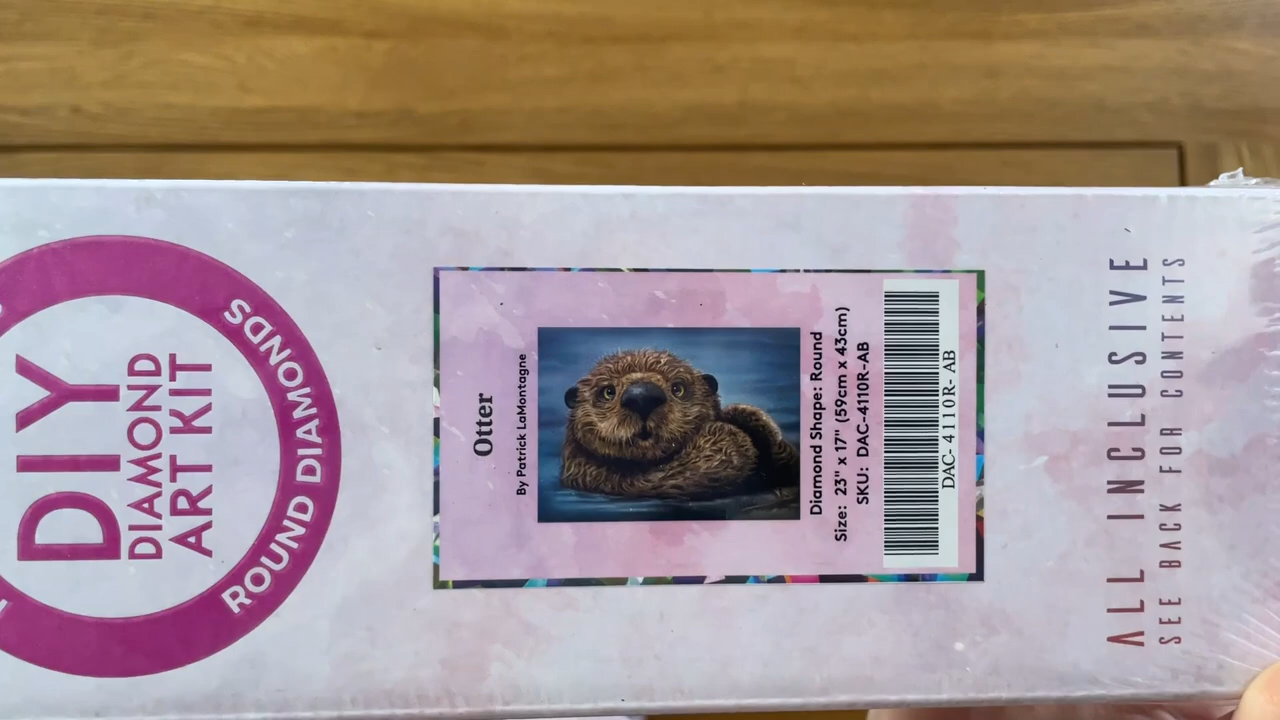 DIY
DIAMOND
ART KIT
ROUND DIAMONDS
Otter
By Patrick LaMontagne
Diamond Shape: Round
Size: 23" x 17" (59cm x 43cm)
SKU: DAC-4110R-AB
DAC- 4110R- AB
ALL INCLUSIVE
SEE BACK FOR CONTENTS